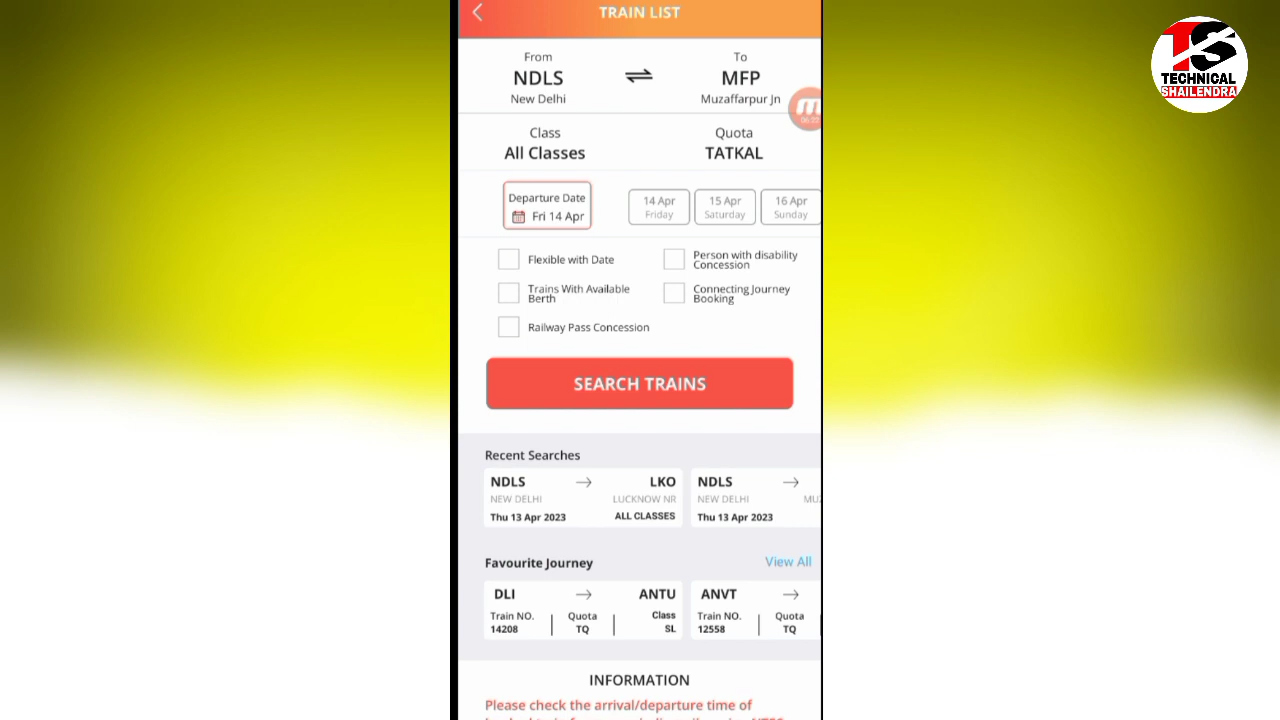 TRAIN LIST
TS
TECHNICAL
SHAILENDRA
From
To
NDLS
MFP
New Delhi
Muzaffarpur Jn
Class
Quota
All Classes
TATKAL
Departure Date
Fri 14 Apr
14 Apr
Friday
15 Apr
Saturday
16 Apr
Sunday
Flexible with Date
Person with disability
Concession
Trains With Available
Berth
Connecting Journey
Booking
Railway Pass Concession
SEARCH TRAINS
Recent Searches
NDLS LKO
NEW DELHI LUCKNOW NR
Thu 13 Apr 2023 ALL CLASSES
NDLS
NEW DELHI
Thu 13 Apr 2023
Favourite Journey
View All
DLI ANTU
Train NO. Quota Class
14208 TQ SL
ANVT
Train NO. Quota
12558 TQ
INFORMATION
Please check the arrival/departure time of